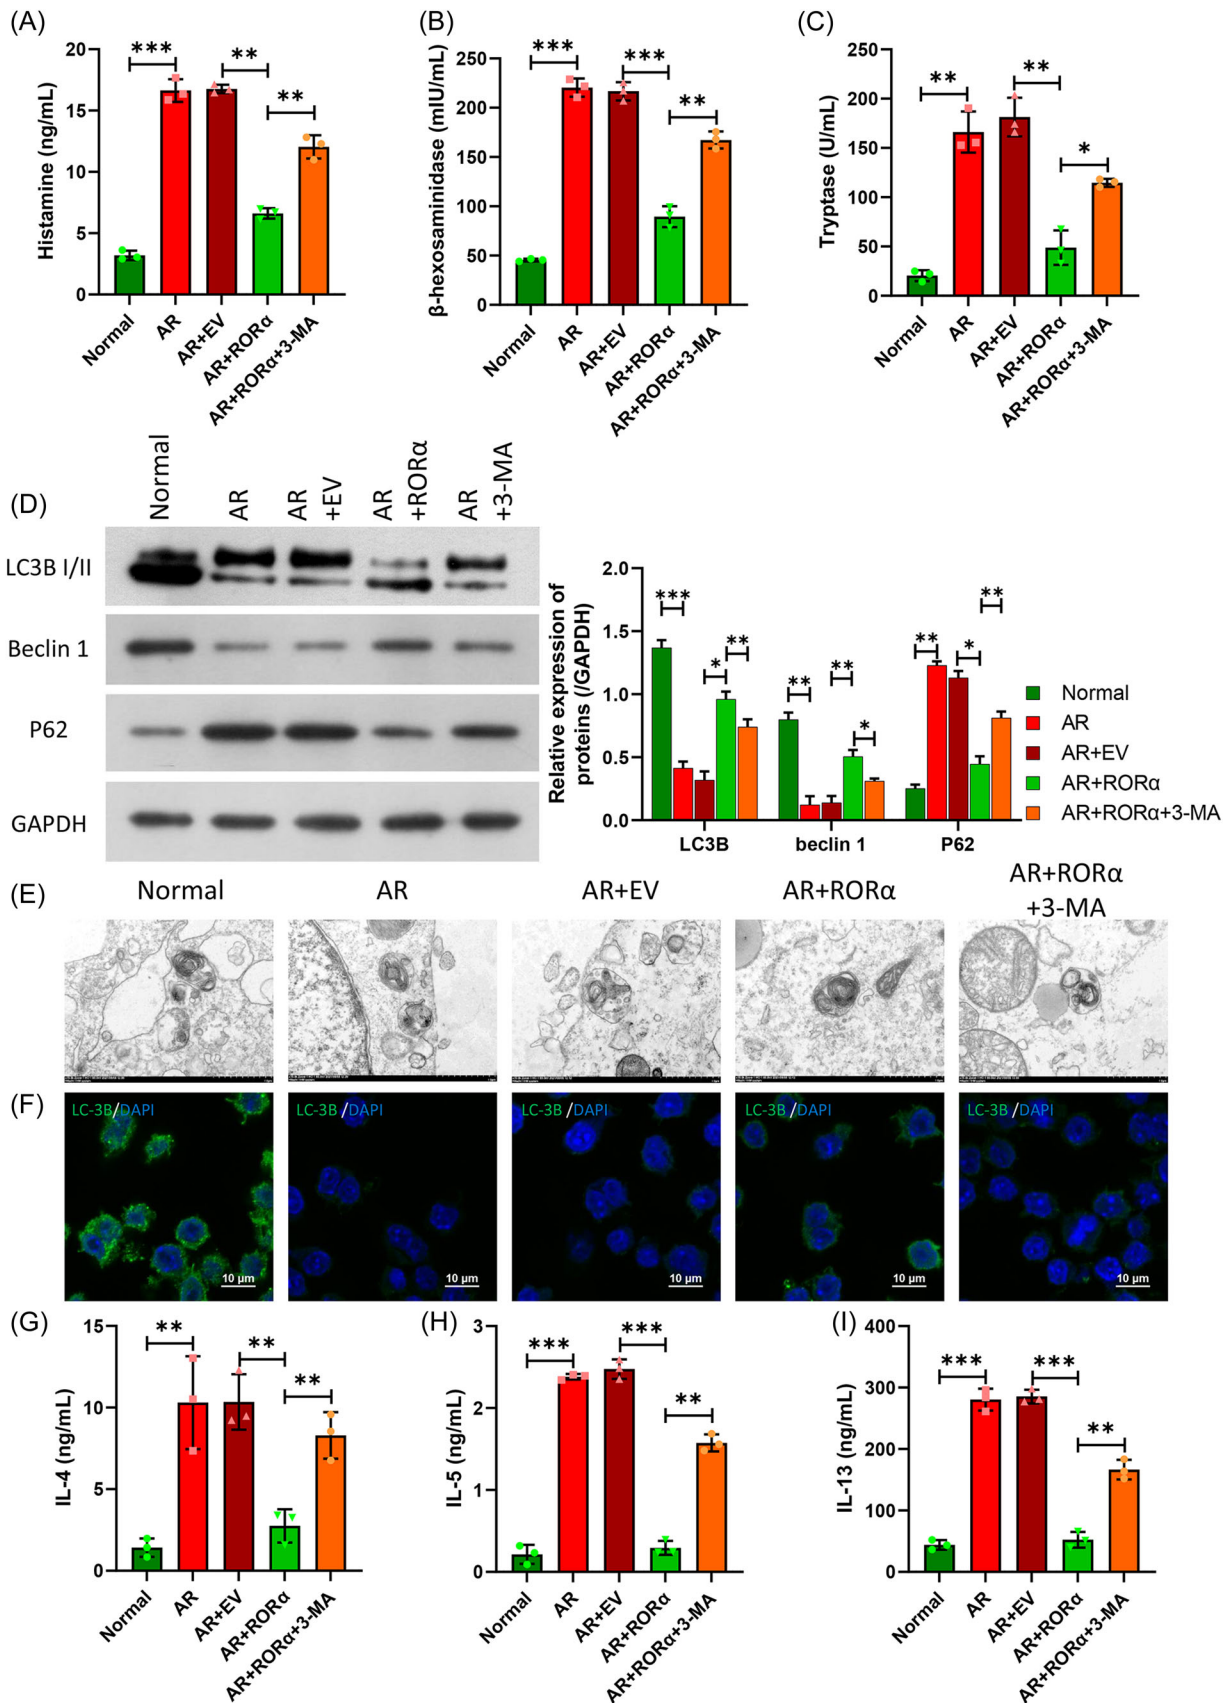 (A)
Histamine (ng/mL)
20
15
10
5
0
***
**
**
Normal
AR
AR+EV
AR+RORα
AR+RORα+3-MA
(B)
β-hexosaminidase (mIU/mL)
250
200
150
100
50
0
***
***
**
Normal
AR
AR+EV
AR+RORα
AR+RORα+3-MA
(C)
Tryptase (U/mL)
250
200
150
100
50
0
**
**
*
Normal
AR
AR+EV
AR+RORα
AR+RORα+3-MA
(D)
Normal
AR
AR
+EV
AR
+RORα
AR
+3-MA
LC3B I/II
Beclin 1
P62
GAPDH
Relative expression of
proteins (/GAPDH)
2.0
1.5
1.0
0.5
0.0
***
*
**
**
**
*
**
*
**
LC3B
beclin 1
P62
Normal
AR
AR+EV
AR+RORα
AR+RORα+3-MA
(E)
Normal
AR
AR+EV
AR+RORα
AR+RORα
+3-MA
(F)
LC-3B/DAPI
10 μm
LC-3B /DAPI
10 μm
LC-3B /DAPI
10 μm
LC-3B /DAPI
10 μm
LC-3B /DAPI
10 μm
(G)
IL-4 (ng/mL)
15
10
5
0
**
**
**
Normal
AR
AR+EV
AR+RORα
AR+RORα+3-MA
(H)
IL-5 (ng/mL)
3
2
1
0
***
***
**
Normal
AR
AR+EV
AR+RORα
AR+RORα+3-MA
(I)
IL-13 (ng/mL)
400
300
200
100
0
***
***
**
Normal
AR
AR+EV
AR+RORα
AR+RORα+3-MA